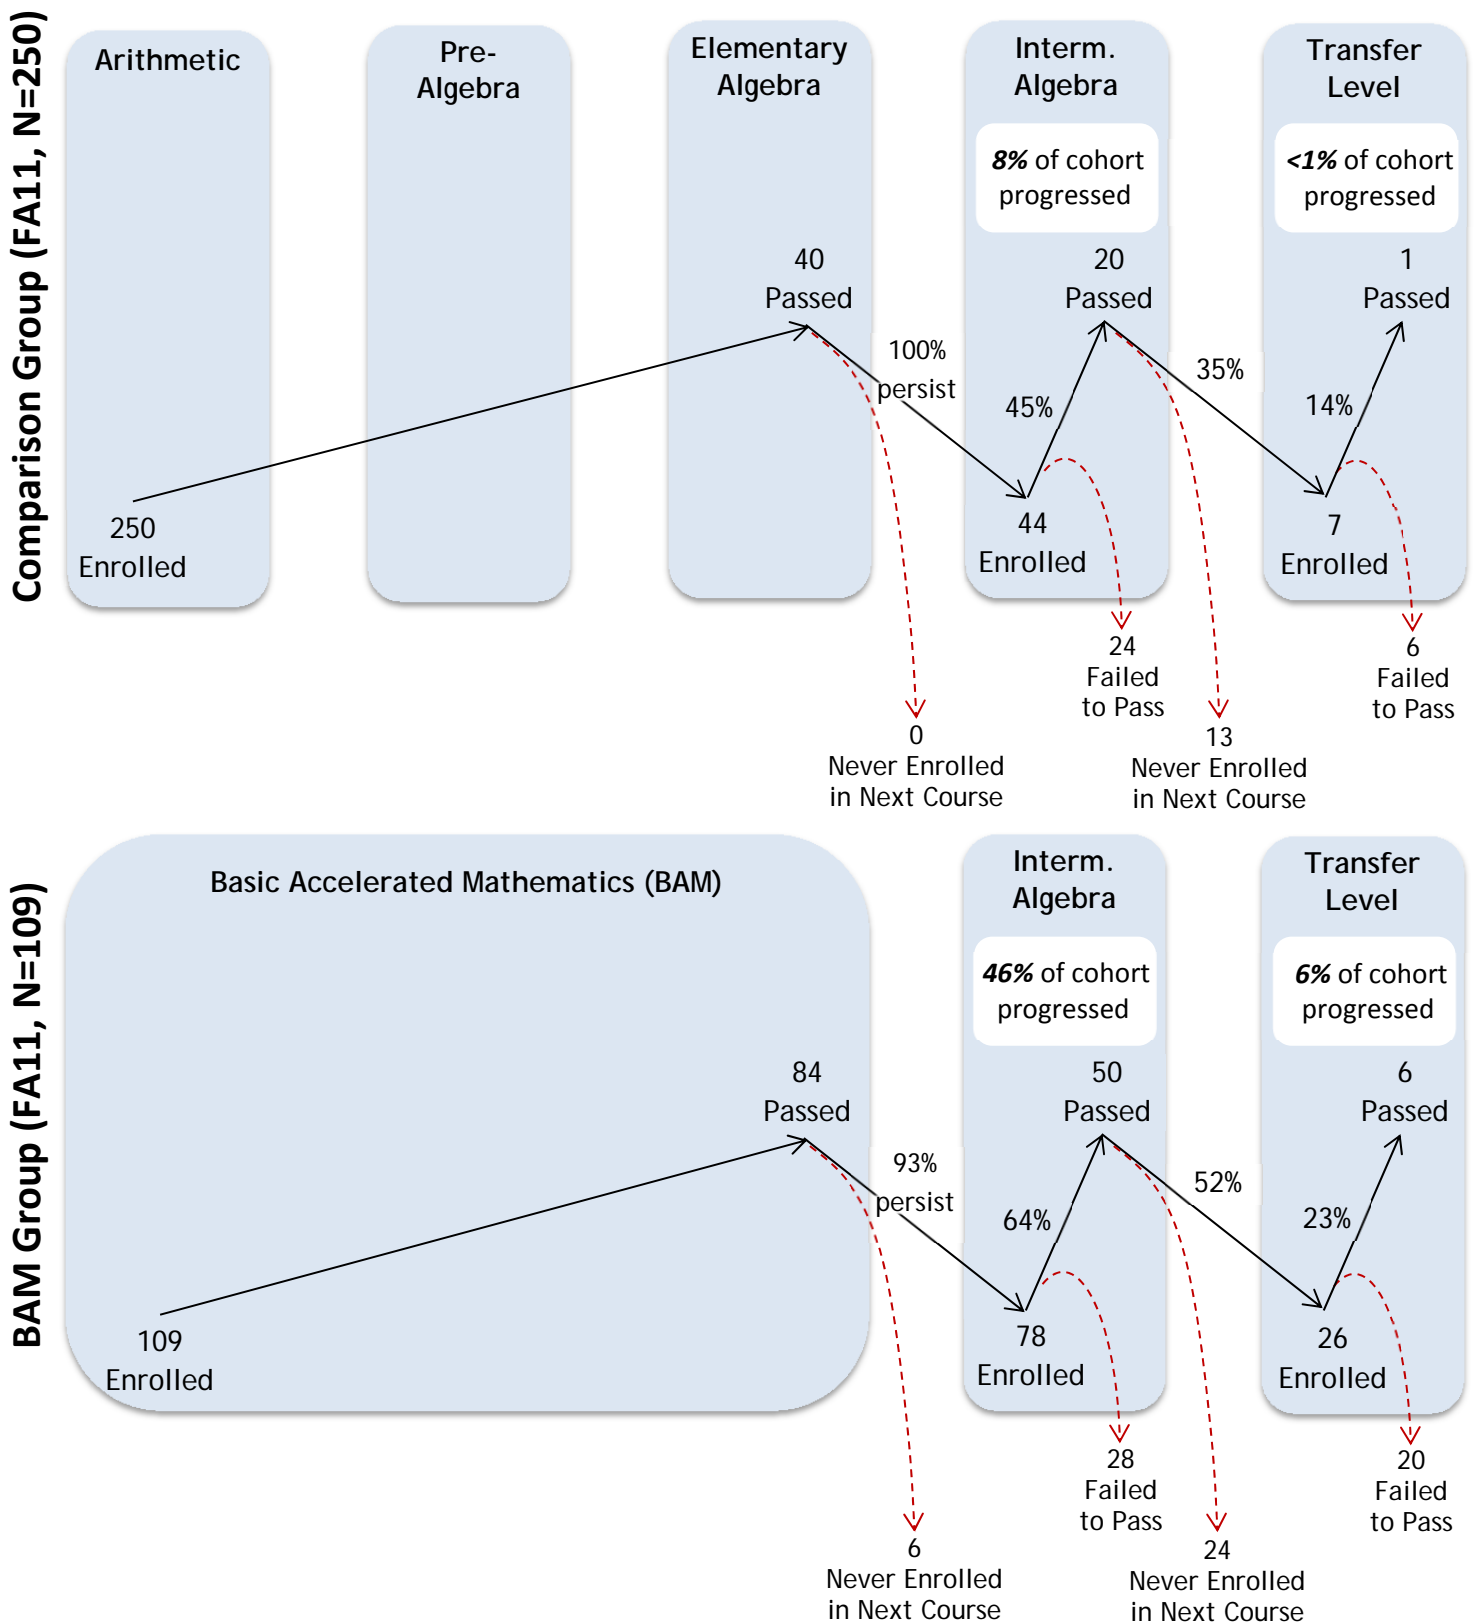 Comparison Group (FA11, N=250)
Arithmetic
Pre-
Algebra
Elementary
Algebra
Interm.
Algebra
Transfer
Level
8% of cohort
progressed
<1% of cohort
progressed
40
Passed
20
Passed
1
Passed
100%
persist
35%
45%
14%
250
Enrolled
44
Enrolled
7
Enrolled
24
Failed
to Pass
6
Failed
to Pass
0
Never Enrolled
in Next Course
13
Never Enrolled
in Next Course
BAM Group (FA11, N=109)
Basic Accelerated Mathematics (BAM)
Interm.
Algebra
Transfer
Level
46% of cohort
progressed
6% of cohort
progressed
84
Passed
50
Passed
6
Passed
93%
persist
52%
64%
23%
109
Enrolled
78
Enrolled
26
Enrolled
28
Failed
to Pass
20
Failed
to Pass
6
Never Enrolled
in Next Course
24
Never Enrolled
in Next Course